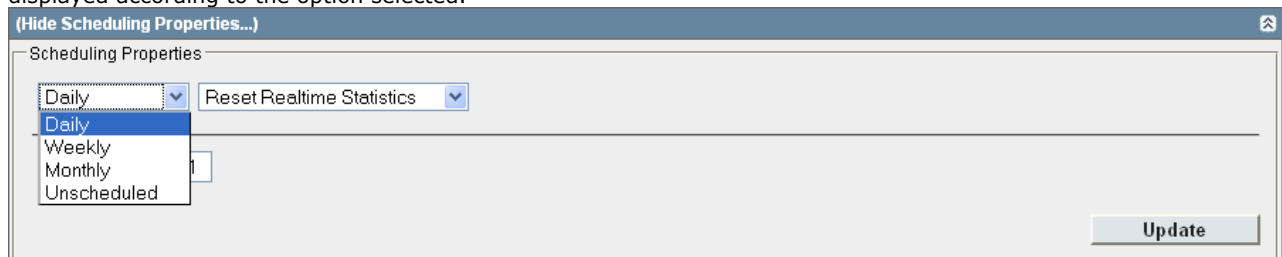 displayed according to the option selected.
(Hide Scheduling Properties...)
Scheduling Properties
Daily Reset Realtime Statistics
Daily
Weekly
Monthly 1
Unscheduled
Update